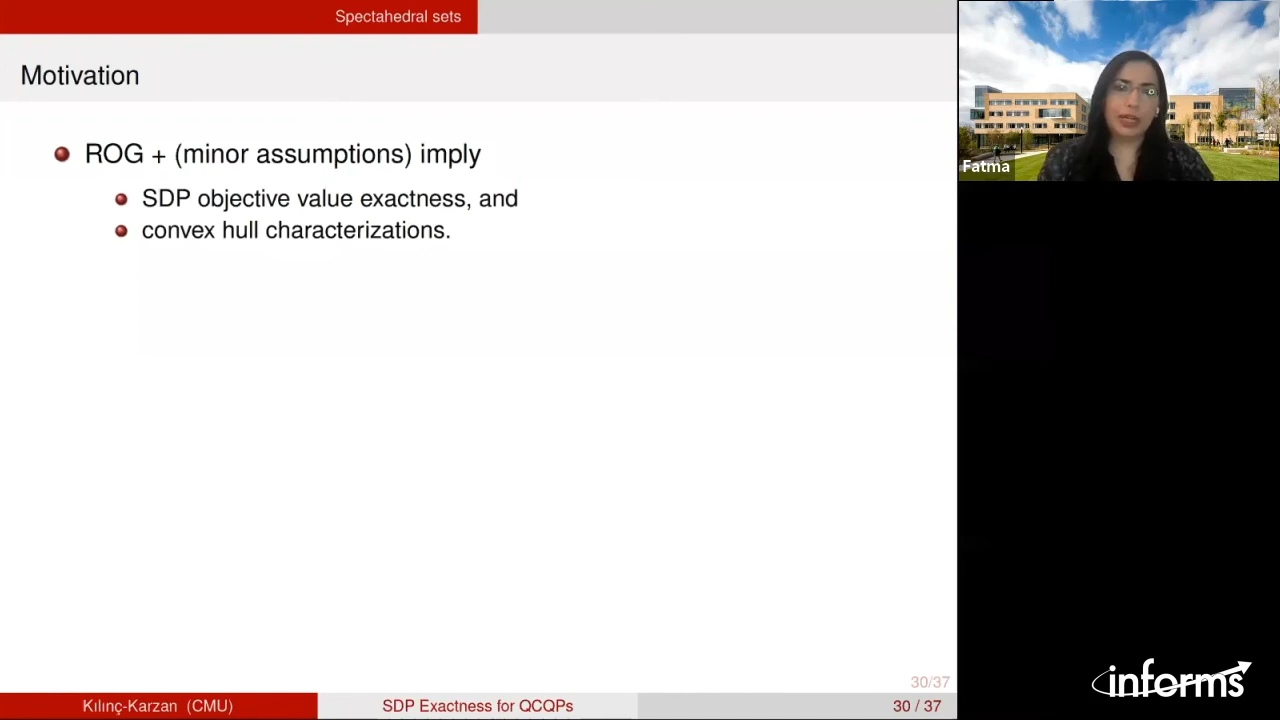 Spectahedral sets
Motivation
ROG + (minor assumptions) imply
SDP objective value exactness, and
convex hull characterizations.
Fatma
30/37
Kılınç-Karzan (CMU)
SDP Exactness for QCQPs
30 / 37
informs